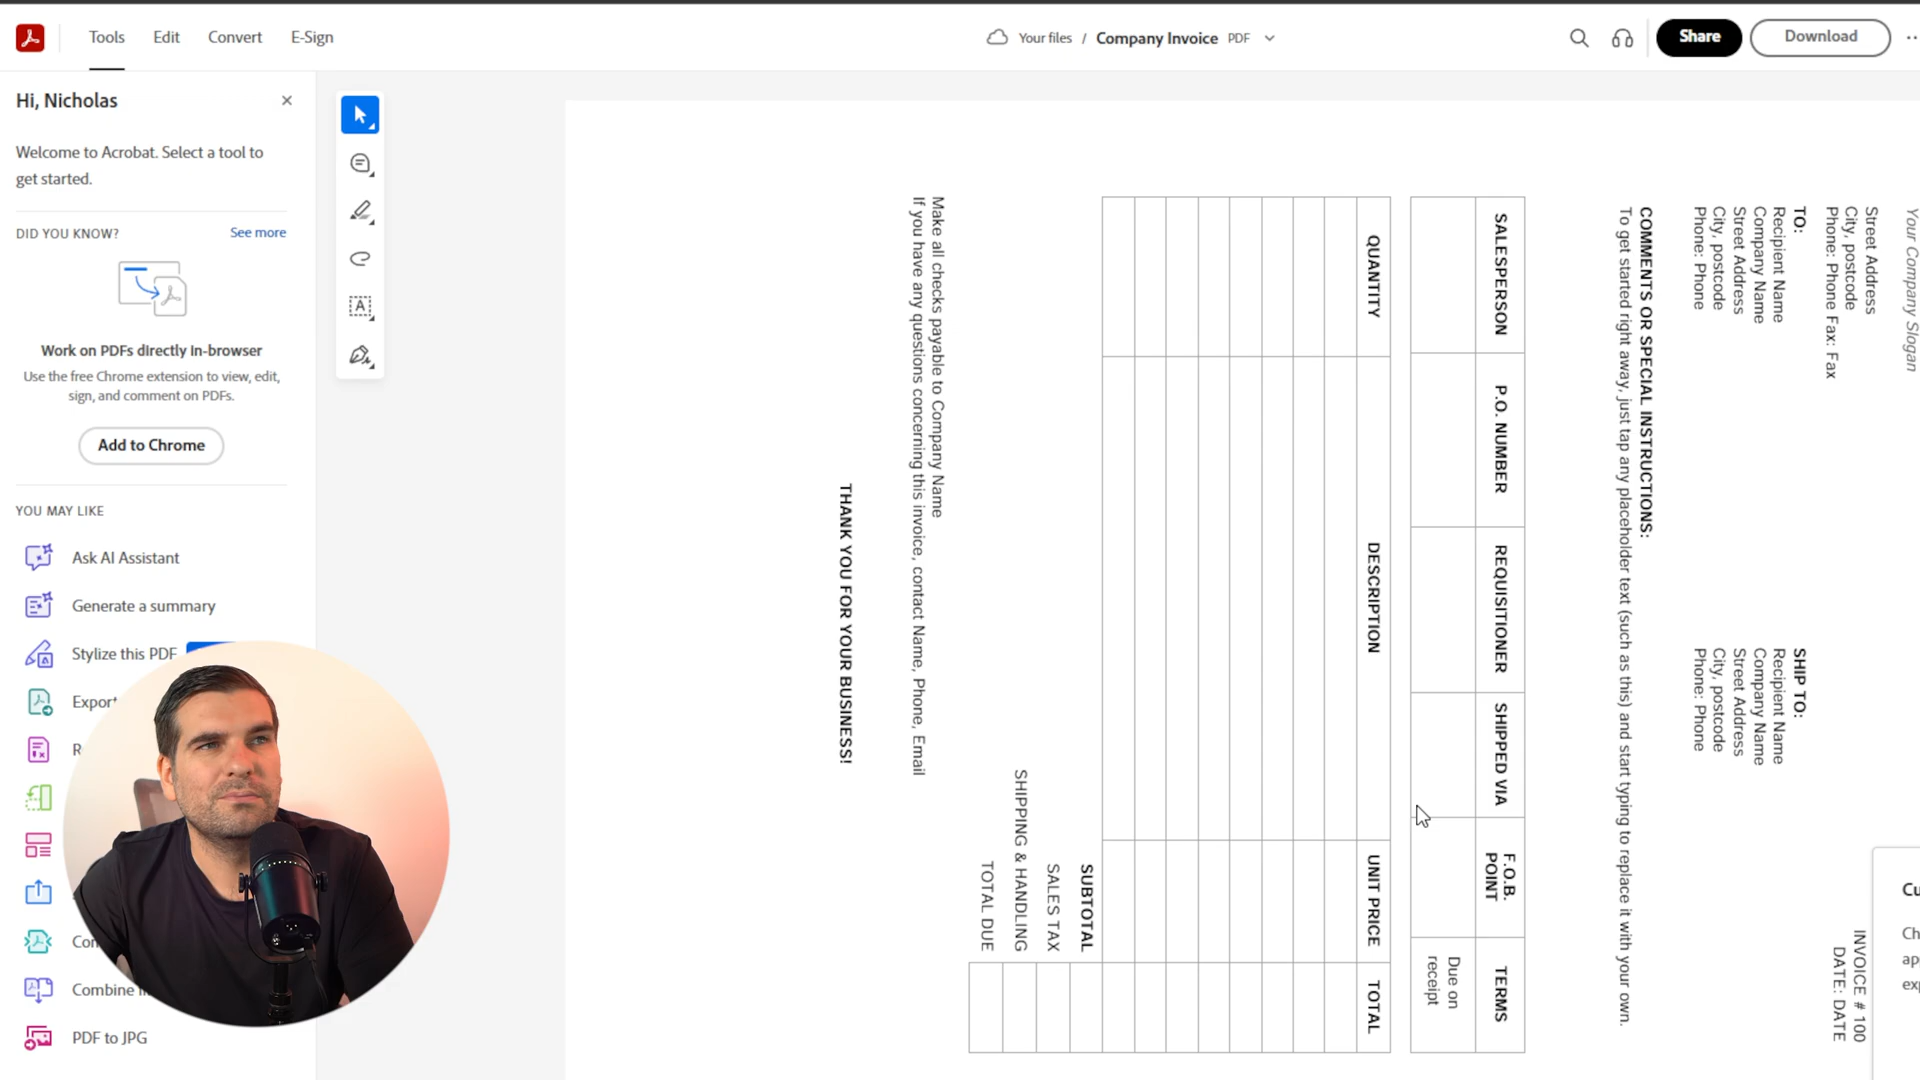 Tools
Edit
Convert
E-Sign
Your files / Company Invoice PDF
Share
Download
Hi, Nicholas
Welcome to Acrobat. Select a tool to
get started.
DID YOU KNOW?
See more
Work on PDFs directly in-browser
Use the free Chrome extension to view, edit,
sign, and comment on PDFs.
Add to Chrome
YOU MAY LIKE
Ask AI Assistant
Generate a summary
Stylize this PDF
Export
Combine
PDF to JPG
Your Company Slogan
Street Address
City, postcode
Phone: Phone Fax: Fax
INVOICE # 100
DATE: DATE
TO:
Recipient Name
Company Name
Street Address
City, postcode
Phone: Phone
SHIP TO:
Recipient Name
Company Name
Street Address
City, postcode
Phone: Phone
COMMENTS OR SPECIAL INSTRUCTIONS:
To get started right away, just tap any placeholder text (such as this) and start typing to replace it with your own.
SALESPERSON
P.O. NUMBER
REQUISITIONER
SHIPPED VIA
F.O.B.
POINT
TERMS
Due on
receipt
QUANTITY
DESCRIPTION
UNIT PRICE
TOTAL
SUBTOTAL
SALES TAX
SHIPPING & HANDLING
TOTAL DUE
Make all checks payable to Company Name
If you have any questions concerning this invoice, contact Name, Phone, Email
THANK YOU FOR YOUR BUSINESS!